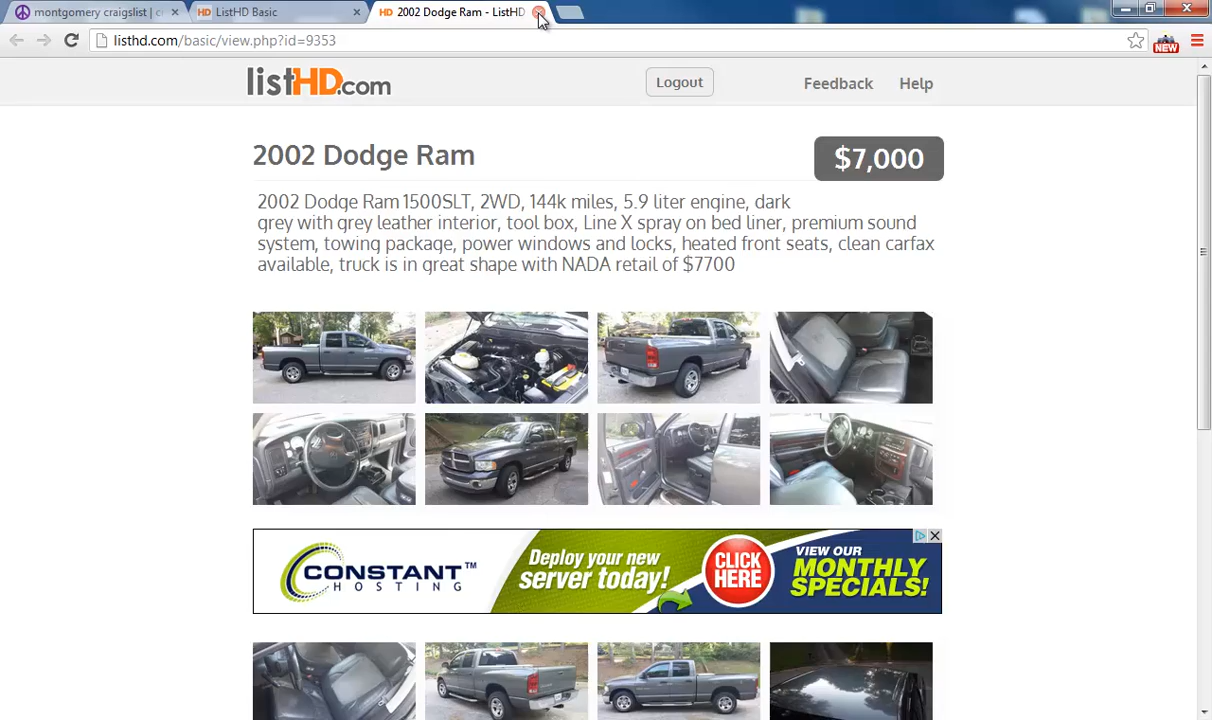 montgomery craigslist | c
ListHD Basic
HD 2002 Dodge Ram - ListHD
listhd.com/basic/view.php?id=9353
NEW
listHD.com
Logout
Feedback
Help
2002 Dodge Ram
$7,000
2002 Dodge Ram 1500SLT, 2WD, 144k miles, 5.9 liter engine, dark
grey with grey leather interior, tool box, Line X spray on bed liner, premium sound
system, towing package, power windows and locks, heated front seats, clean carfax
available, truck is in great shape with NADA retail of $7700
CONSTANT™
HOSTING
Deploy your new
server today!
CLICK
HERE
VIEW OUR
MONTHLY
SPECIALS!